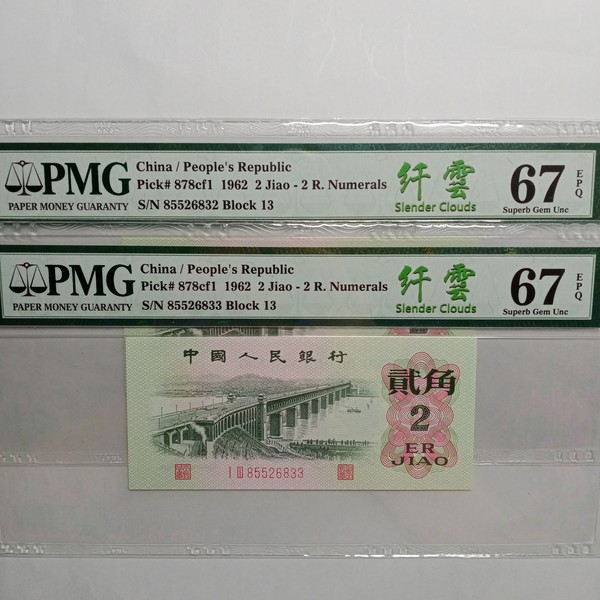 PMG
PAPER MONEY GUARANTY
China / People's Republic
Pick# 878cf1 1962 2 Jiao - 2 R. Numerals
S/N 85526832 Block 13
纤雲
Slender Clouds
67
EPQ
Superb Gem Unc
PMG
PAPER MONEY GUARANTY
China / People's Republic
Pick# 878cf1 1962 2 Jiao - 2 R. Numerals
S/N 85526833 Block 13
纤雲
Slender Clouds
67
EPQ
Superb Gem Unc
中國人民銀行
貳角
2
ER
JIAO
I III 85526833